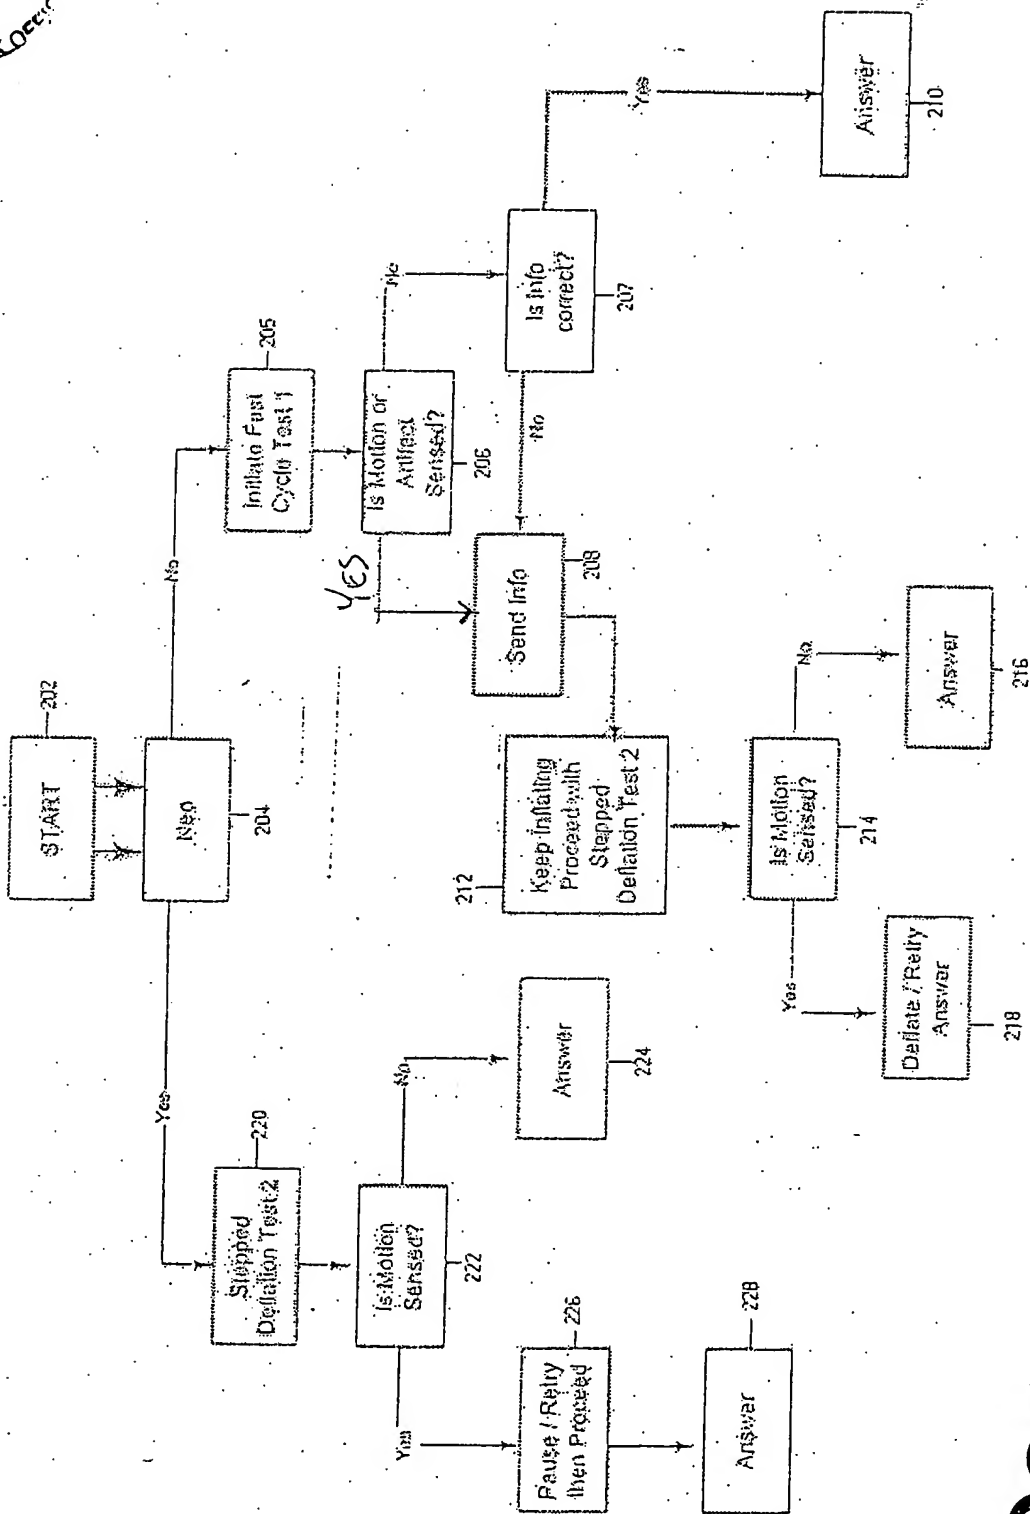 START
202
Neo
204
Yes
No
Stepped
Deflation Test 2
220
Initiate Fast
Cycle Test 1
205
Is Motion
Sensed?
222
Is Motion or
Artifact
Sensed?
206
YES
No
Yes
No
Send Info
208
No
Is Info
correct?
207
Yes
Pause / Retry
then Proceed
226
Answer
224
Keep Inflating
Proceed with
Stepped
Deflation Test 2
212
Answer
228
Is Motion
Sensed?
214
Yes
No
Answer
210
Deflate / Retry
Answer
218
Answer
216